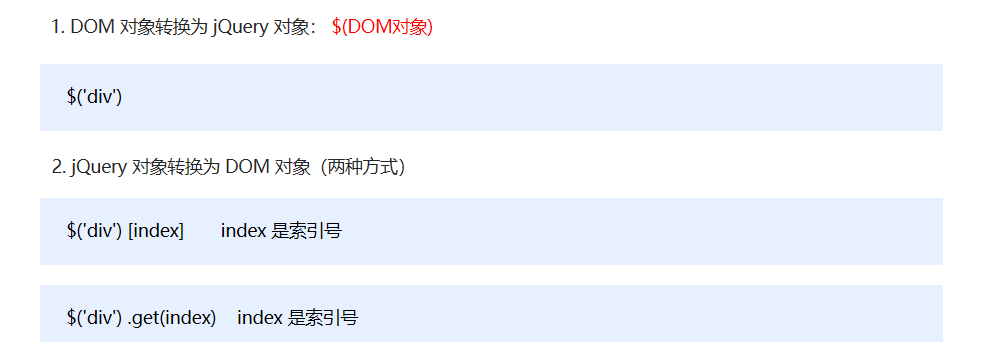 1. DOM 对象转换为 jQuery 对象： $(DOM对象)
$('div')
2. jQuery 对象转换为 DOM 对象（两种方式）
$('div') [index] index 是索引号
$('div') .get(index) index 是索引号